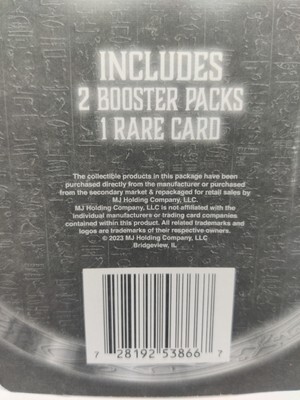 INCLUDES
2 BOOSTER PACKS
1 RARE CARD
The collectible products in this package have been
purchased directly from the manufacturer or purchased
from the secondary market & repackaged for retail sales by
MJ Holding Company, LLC.
MJ Holding Company, LLC is not affiliated with the
individual manufacturers or trading card companies
contained within this product. All related trademarks and
logos are trademarks of their respective owners.
© 2023 MJ Holding Company, LLC
Bridgeview, IL
7 28192 53866 7